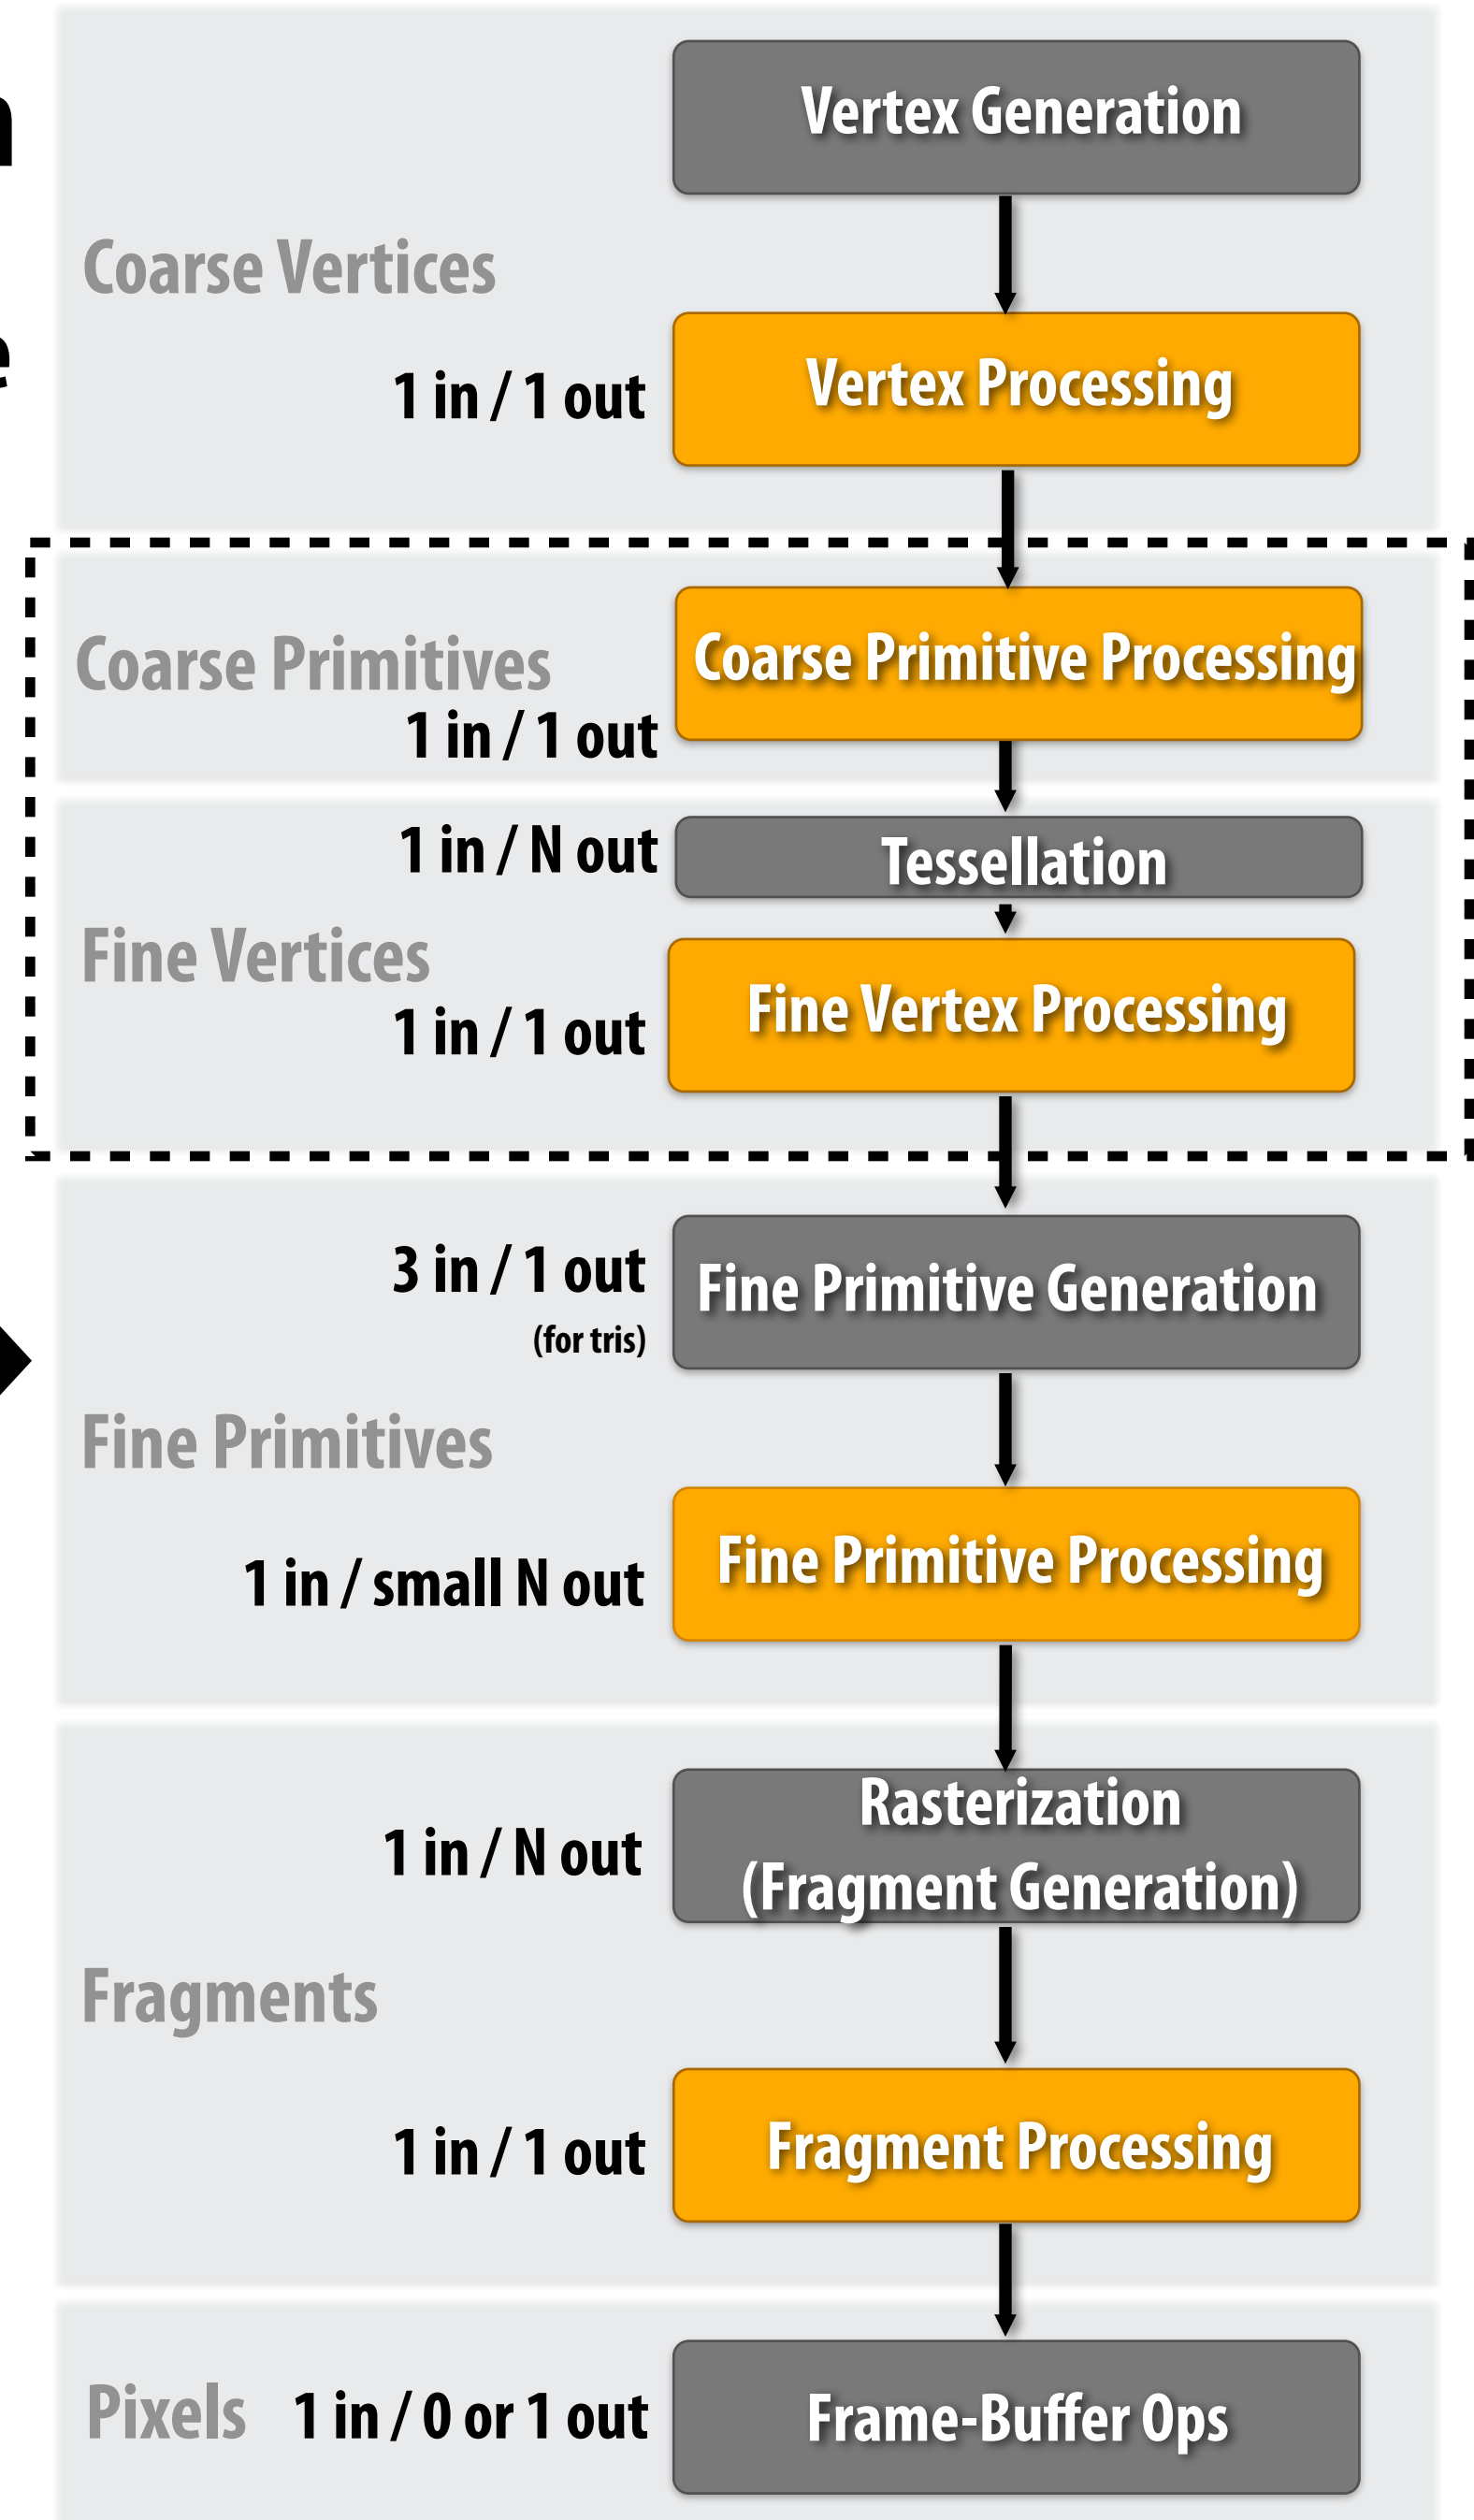 Vertex Generation
Coarse Vertices
1 in / 1 out
Vertex Processing
Coarse Primitives
Coarse Primitive Processing
1 in / 1 out
1 in / N out
Tessellation
Fine Vertices
1 in / 1 out
Fine Vertex Processing
3 in / 1 out
(for tris)
Fine Primitive Generation
Fine Primitives
1 in / small N out
Fine Primitive Processing
1 in / N out
Rasterization
(Fragment Generation)
Fragments
1 in / 1 out
Fragment Processing
Pixels
1 in / 0 or 1 out
Frame-Buffer Ops